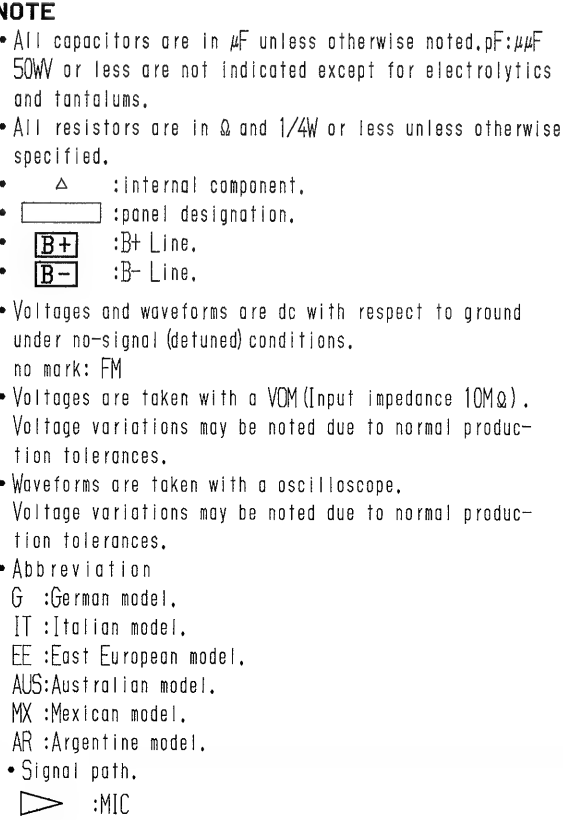 NOTE
• All capacitors are in μF unless otherwise noted. pF:μμF
50WV or less are not indicated except for electrolytics
and tantalums.
• All resistors are in Ω and 1/4W or less unless otherwise
specified.
• △ :internal component.
• :panel designation.
• B+ :B+ Line.
• B− :B− Line.
• Voltages and waveforms are dc with respect to ground
under no-signal (detuned) conditions.
no mark: FM
• Voltages are taken with a VOM (Input impedance 10MΩ).
Voltage variations may be noted due to normal produc-
tion tolerances.
• Waveforms are taken with a oscilloscope.
Voltage variations may be noted due to normal produc-
tion tolerances.
• Abbreviation
G :German model.
IT :Italian model.
EE :East European model.
AUS:Australian model.
MX :Mexican model.
AR :Argentine model.
• Signal path.
:MIC